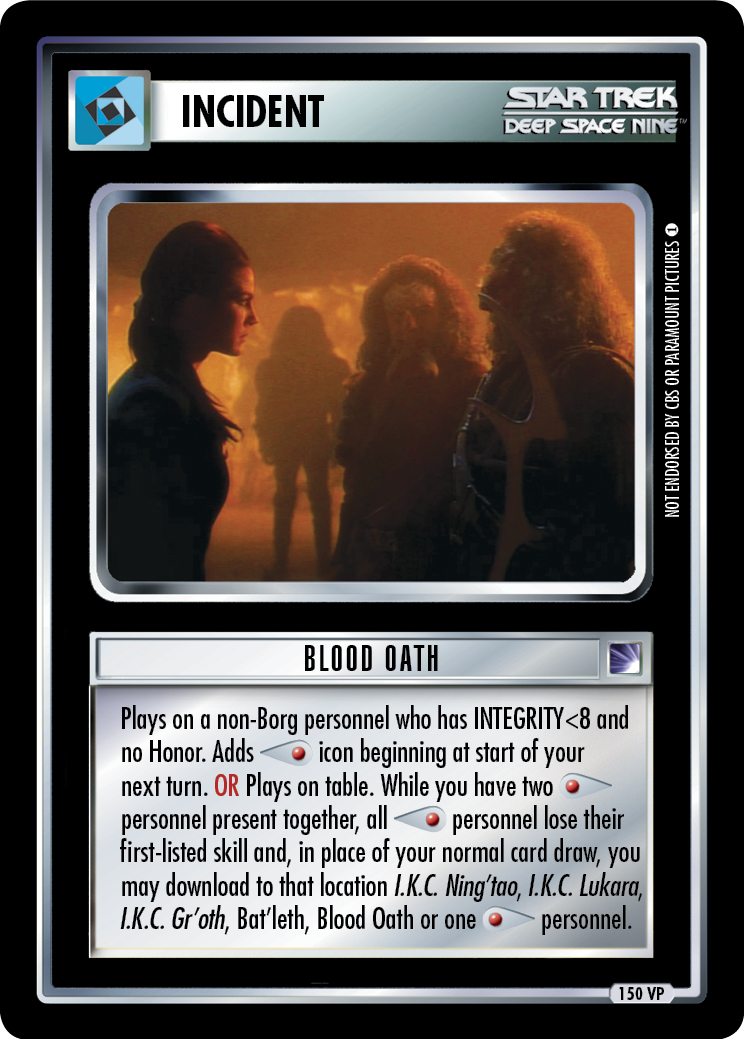 INCIDENT
STAR TREK
DEEP SPACE NINE™
NOT ENDORSED BY CBS OR PARAMOUNT PICTURES 1
BLOOD OATH
Plays on a non-Borg personnel who has INTEGRITY<8 and
no Honor. Adds icon beginning at start of your
next turn. OR Plays on table. While you have two
personnel present together, all personnel lose their
first-listed skill and, in place of your normal card draw, you
may download to that location I.K.C. Ning'tao, I.K.C. Lukara,
I.K.C. Gr'oth, Bat'leth, Blood Oath or one personnel.
150 VP